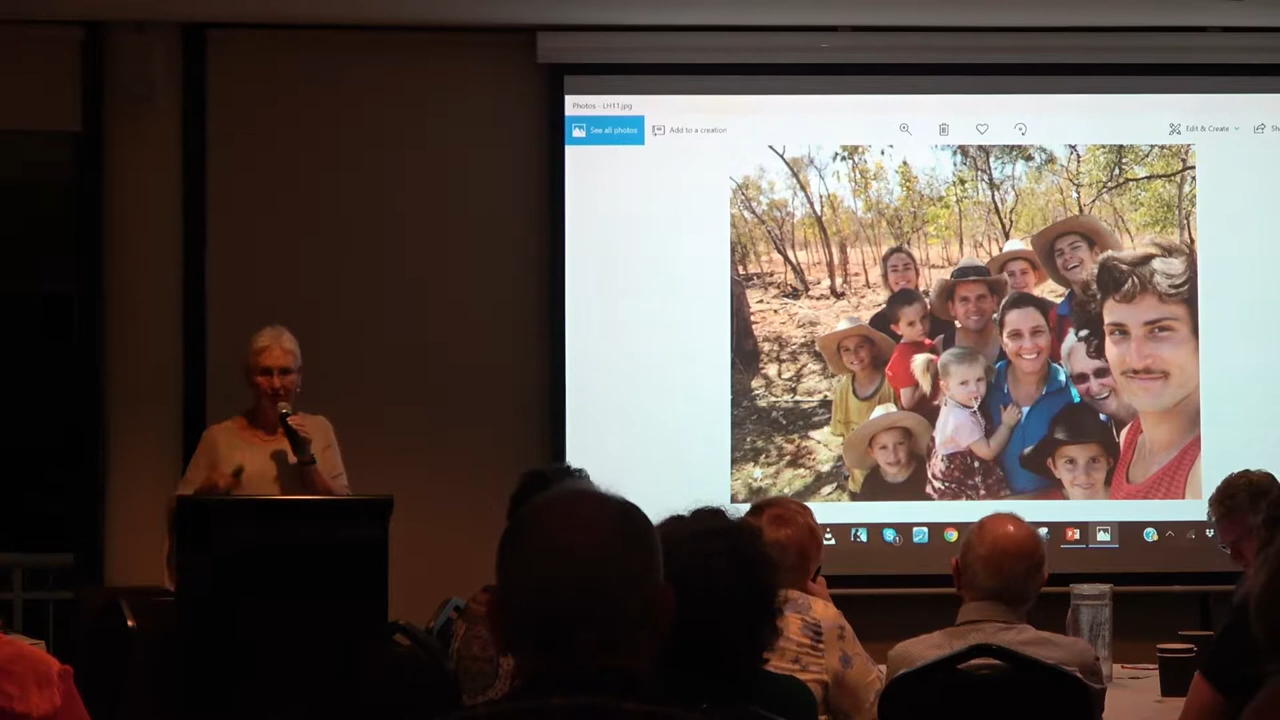 Photos - LH11.jpg
See all photos
Add to a creation
Edit & Create